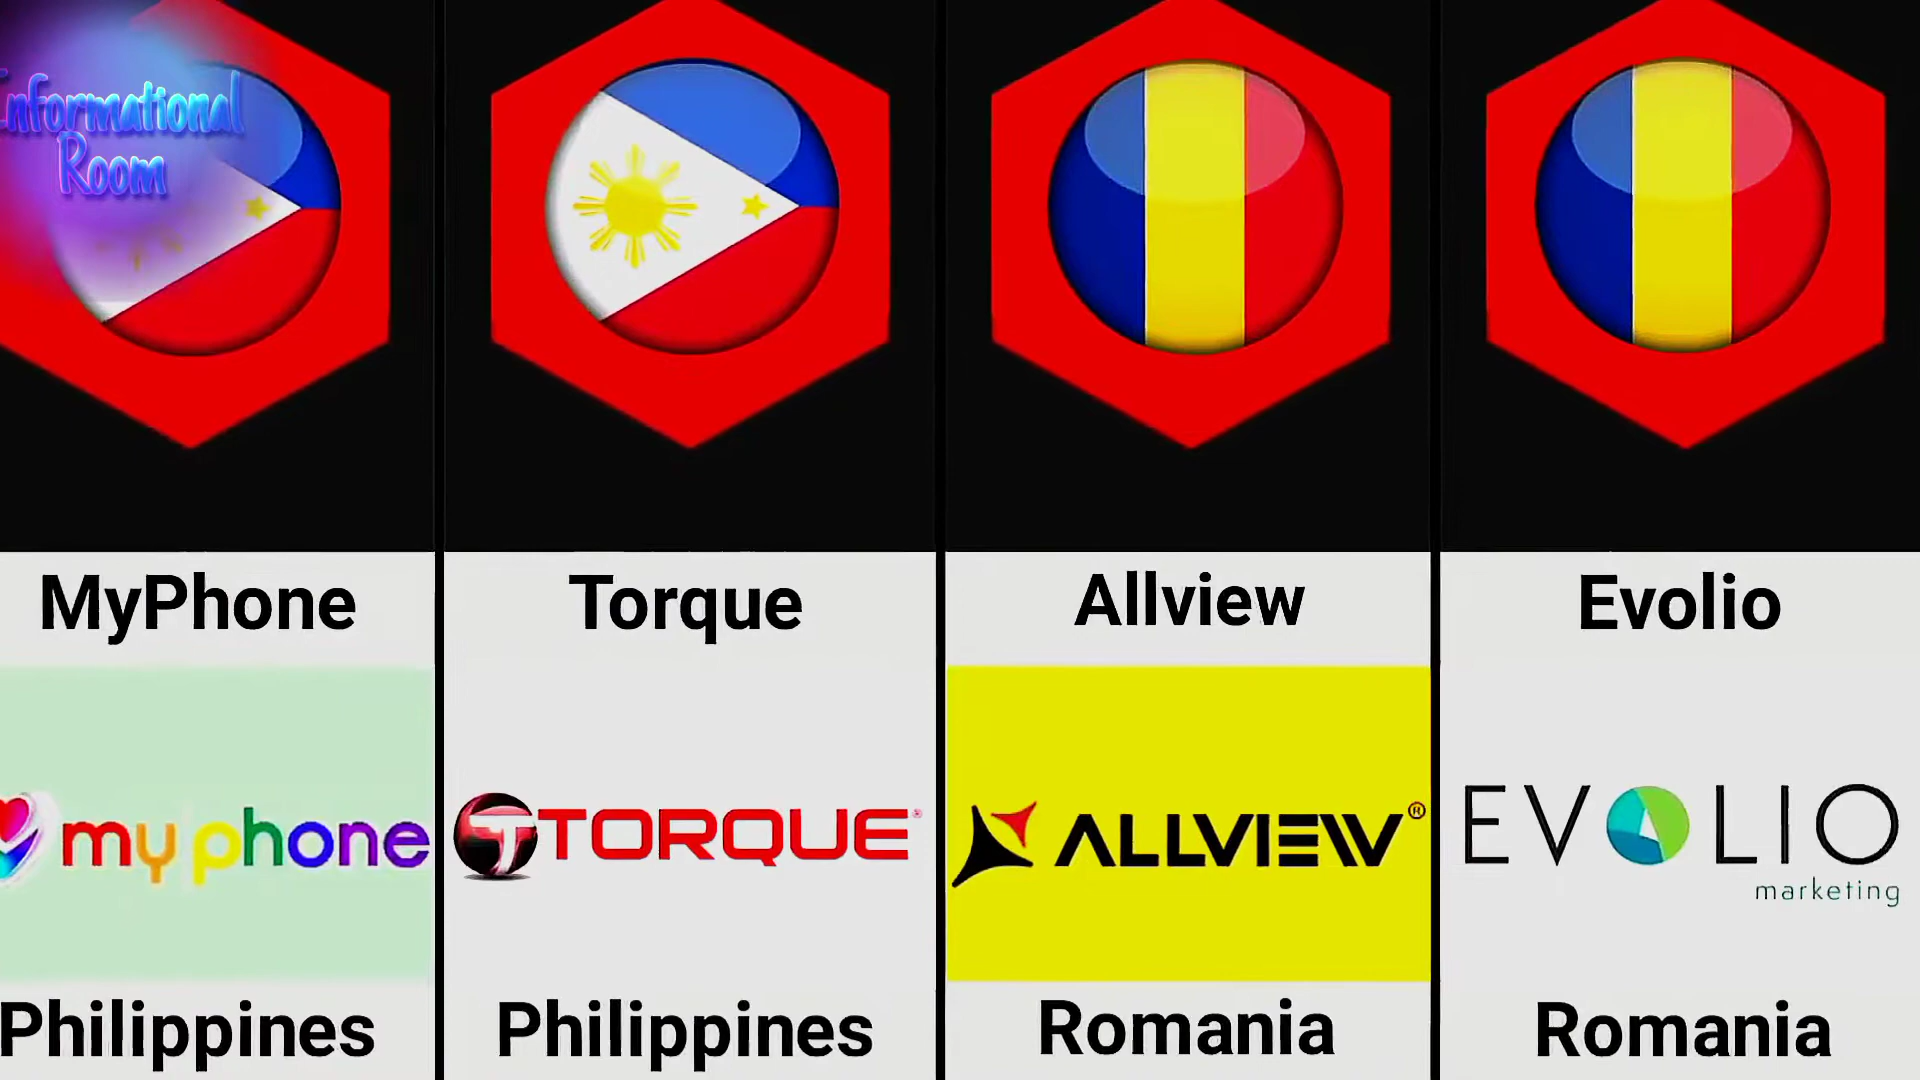 Informational
Room
MyPhone
Torque
Allview
Evolio
my phone
T TORQUE®
ALLVIEW®
EVOLIO
marketing
Philippines
Philippines
Romania
Romania